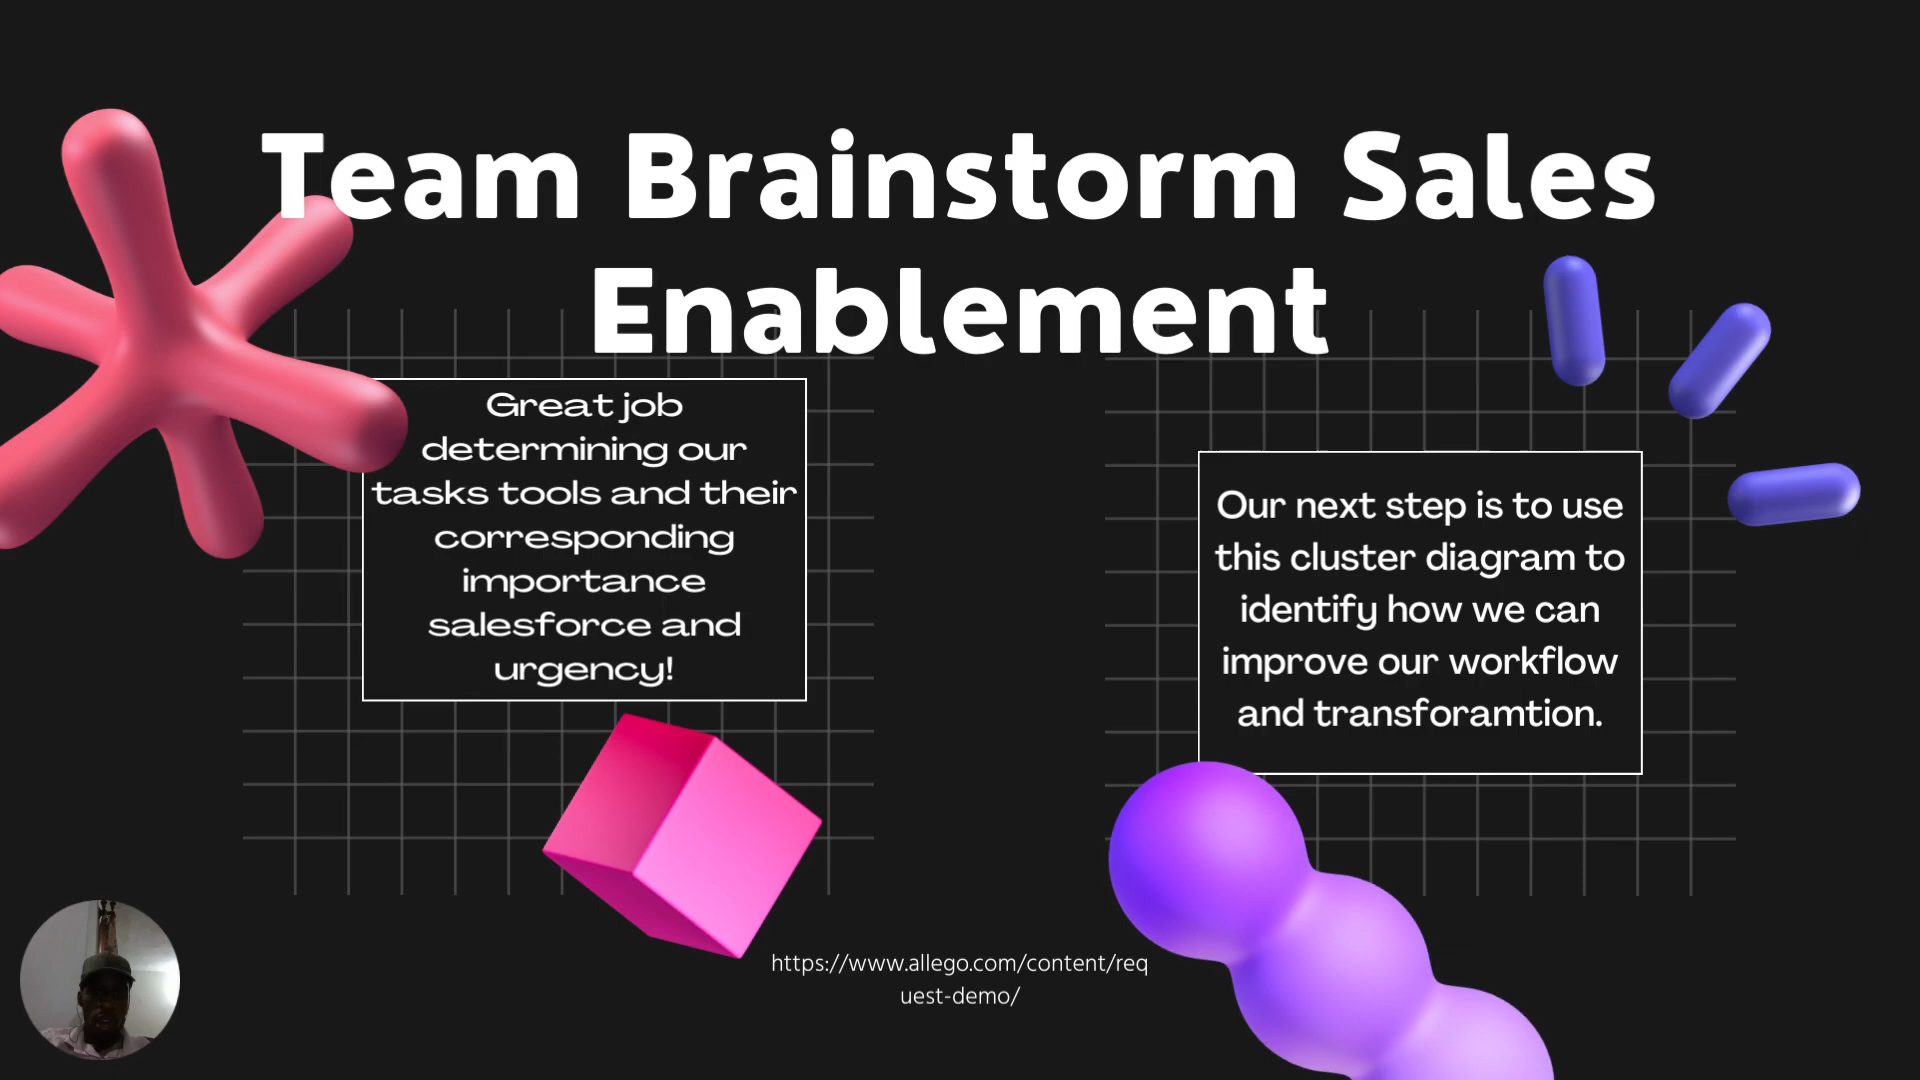 Team Brainstorm Sales
Enablement
Great job
determining our
tasks tools and their
corresponding
importance
salesforce and
urgency!
Our next step is to use
this cluster diagram to
identify how we can
improve our workflow
and transforamtion.
https://www.allego.com/content/req
uest-demo/